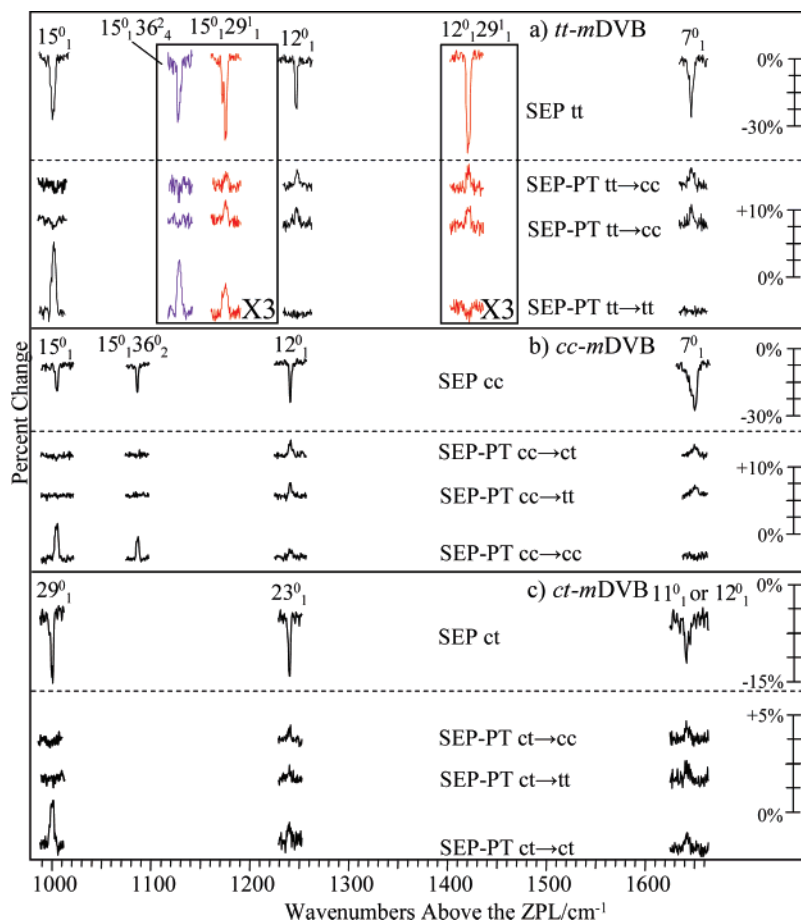 15⁰₁ 15⁰₁36²₄ 15⁰₁29¹₁ 12⁰₁ 12⁰₁29¹₁ a) tt-mDVB 7⁰₁
0%
SEP tt
-30%
SEP-PT tt→cc
SEP-PT tt→cc
+10%
0%
X3 X3 SEP-PT tt→tt
15⁰₁ 15⁰₁36⁰₂ 12⁰₁ b) cc-mDVB 7⁰₁
0%
SEP cc
-30%
SEP-PT cc→ct
+10%
SEP-PT cc→tt
0%
SEP-PT cc→cc
Percent Change
29⁰₁ 23⁰₁ c) ct-mDVB 11⁰₁ or 12⁰₁
0%
SEP ct
-15%
+5%
SEP-PT ct→cc
SEP-PT ct→tt
0%
SEP-PT ct→ct
1000 1100 1200 1300 1400 1500 1600
Wavenumbers Above the ZPL/cm⁻¹